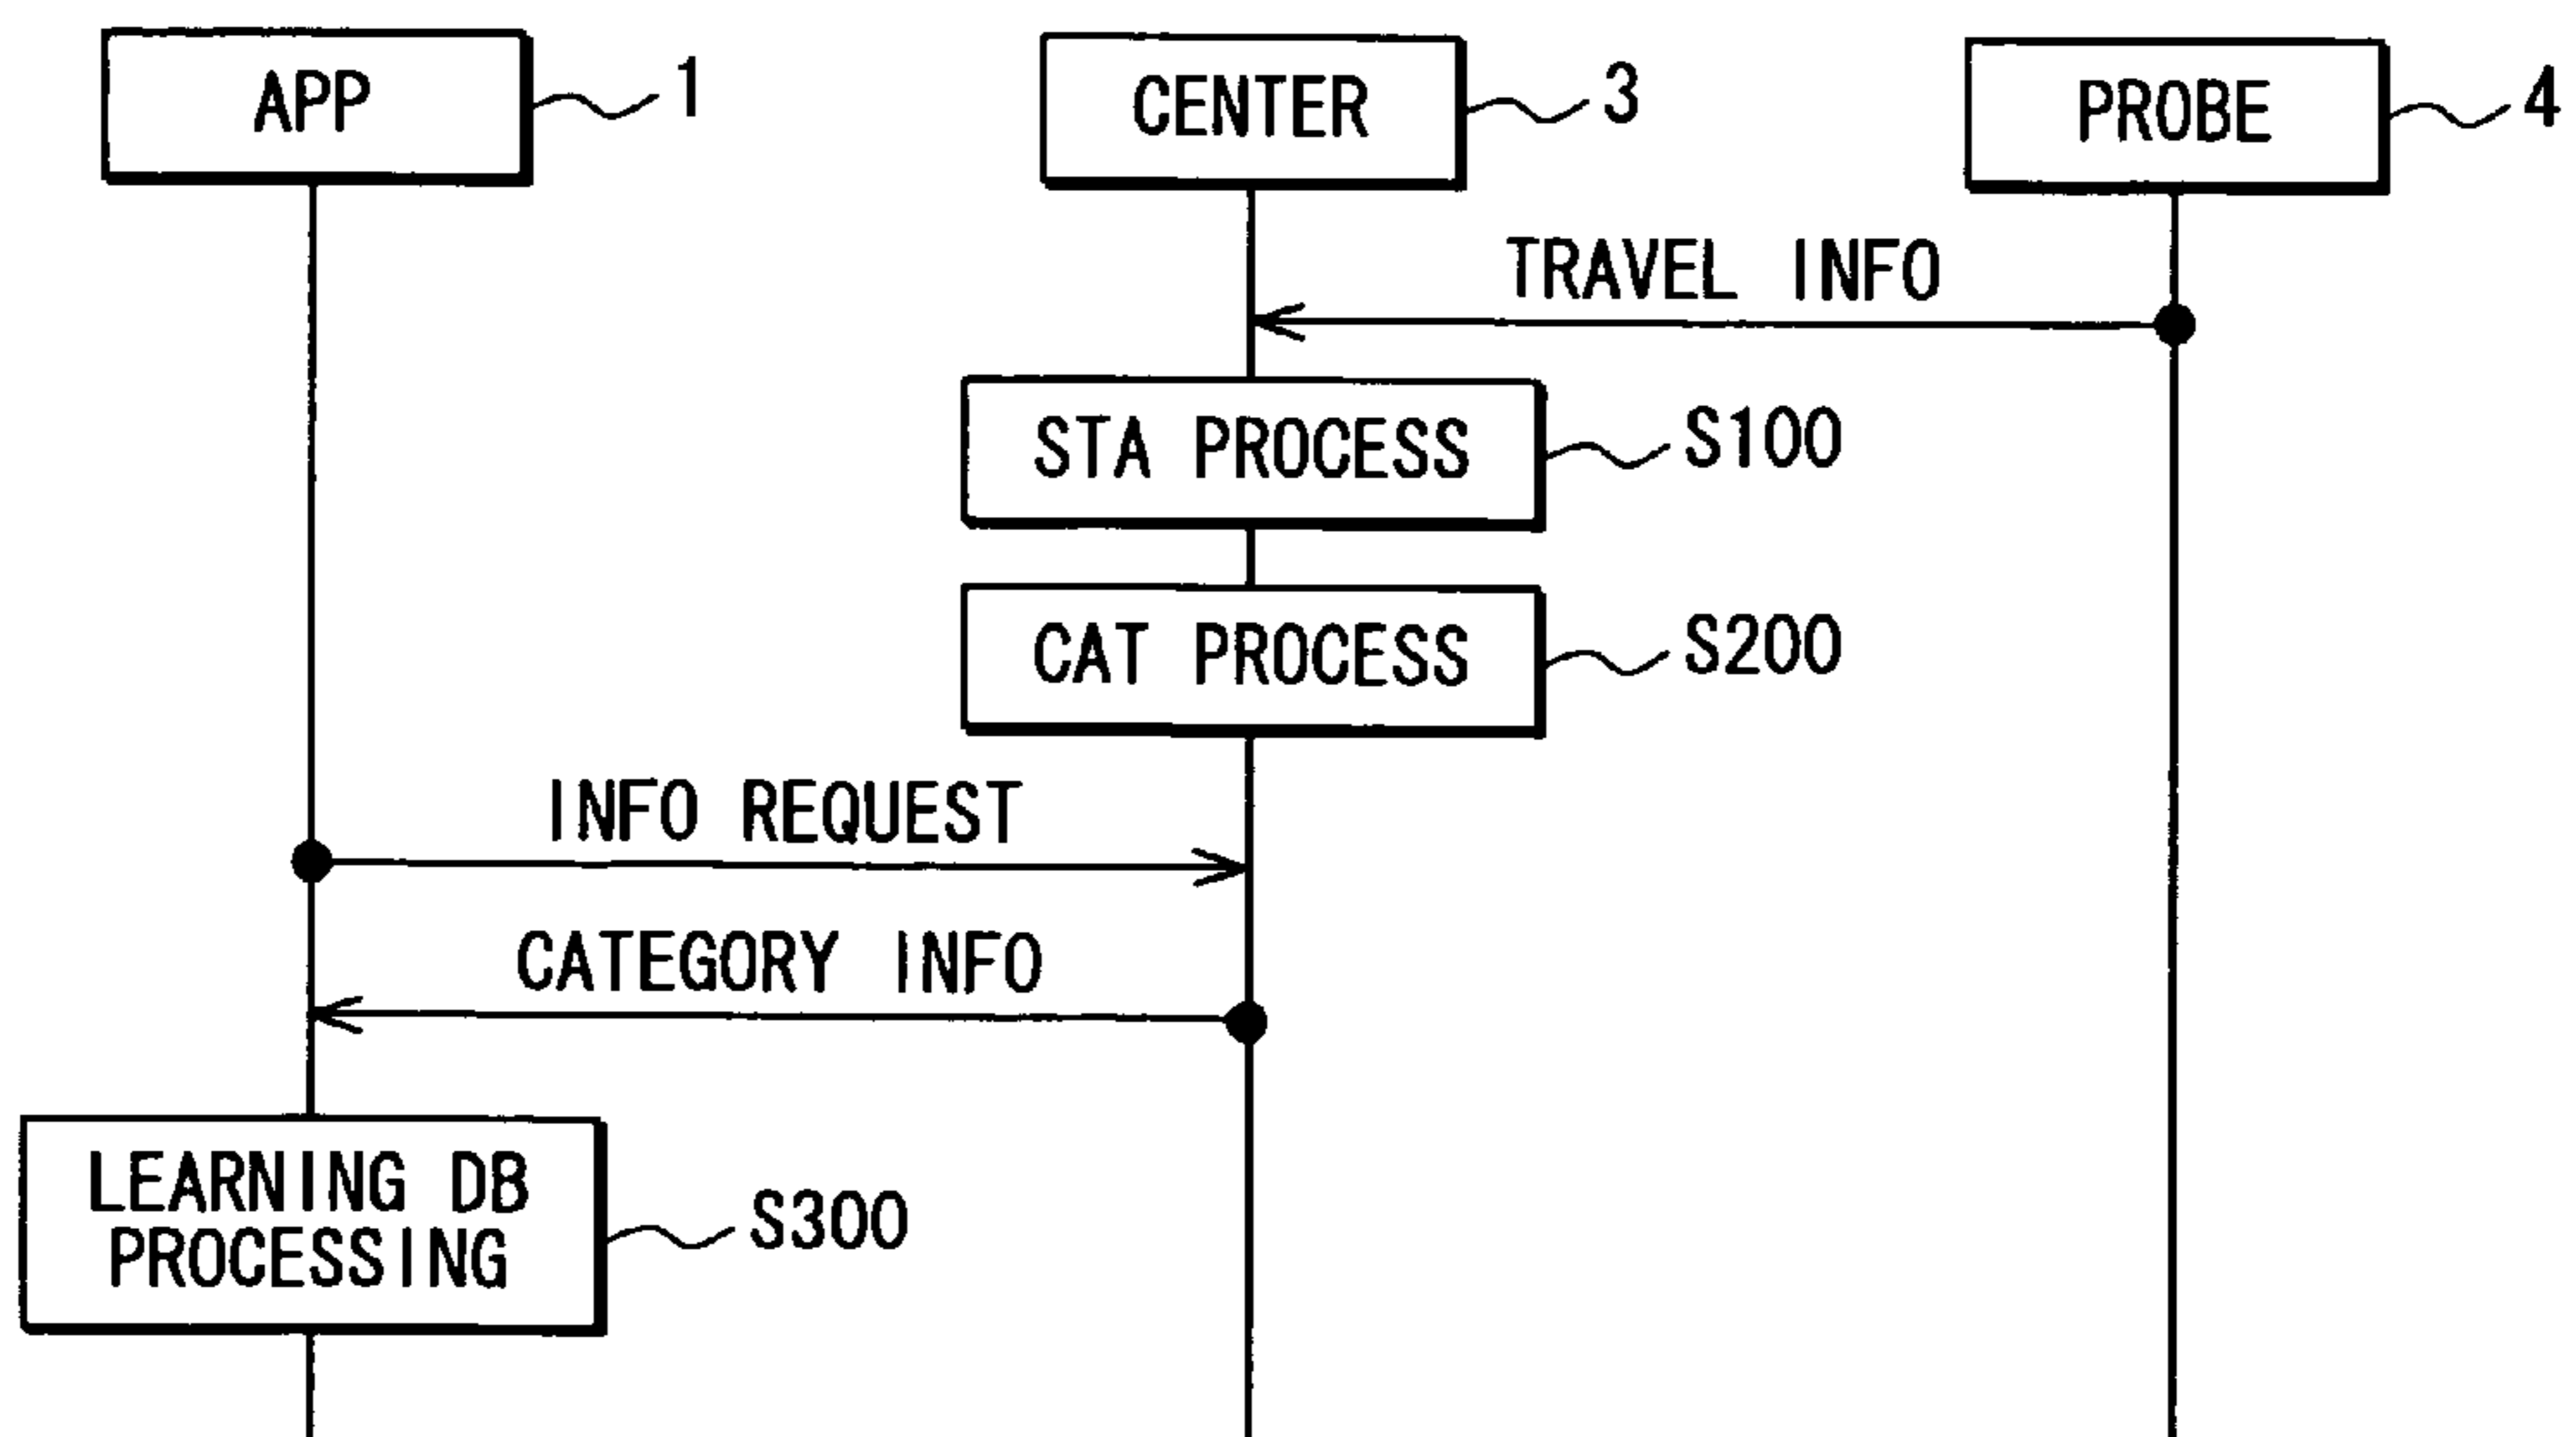 APP 1
CENTER 3
PROBE 4
TRAVEL INFO
STA PROCESS S100
CAT PROCESS S200
INFO REQUEST
CATEGORY INFO
LEARNING DB
PROCESSING
S300